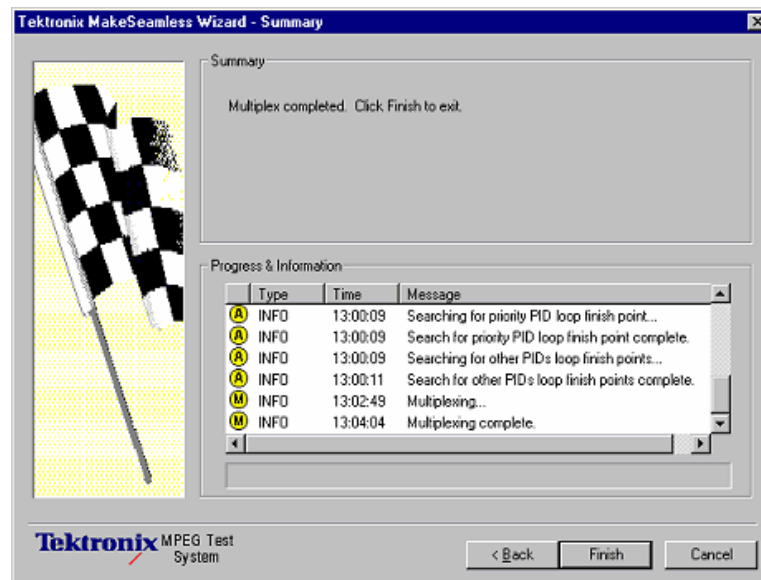 Tektronix MakeSeamless Wizard - Summary
Summary
Multiplex completed. Click Finish to exit.
Progress & Information
Type Time Message
A INFO 13:00:09 Searching for priority PID loop finish point...
A INFO 13:00:09 Search for priority PID loop finish point complete.
A INFO 13:00:09 Searching for other PIDs loop finish points...
A INFO 13:00:11 Search for other PIDs loop finish points complete.
M INFO 13:02:49 Multiplexing...
M INFO 13:04:04 Multiplexing complete.
Tektronix MPEG Test
System
< Back Finish Cancel